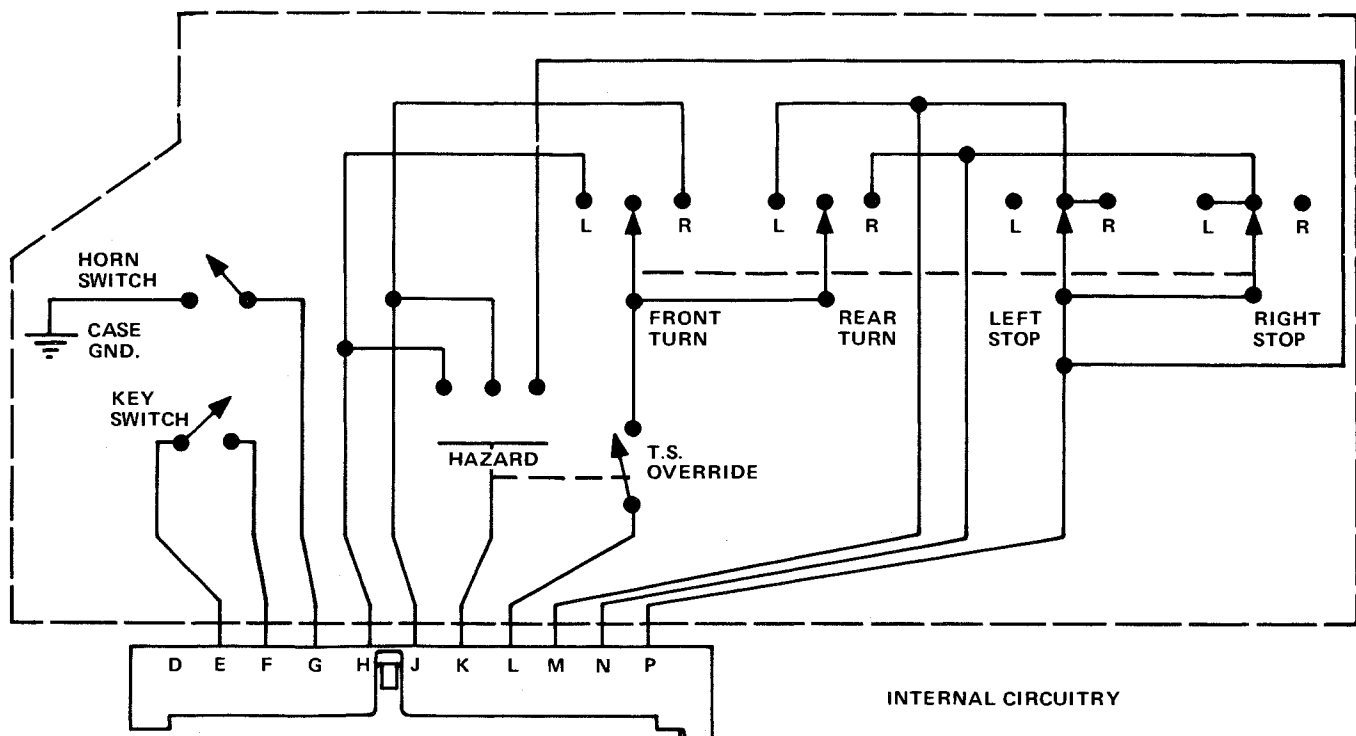 L R L R L R L R
HORN
SWITCH
CASE
GND.
FRONT
TURN
REAR
TURN
LEFT
STOP
RIGHT
STOP
KEY
SWITCH
HAZARD
T.S.
OVERRIDE
D E F G H J K L M N P
INTERNAL CIRCUITRY